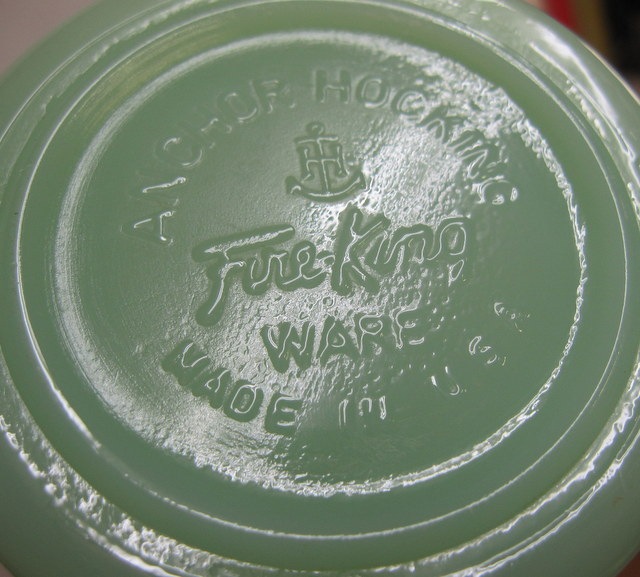 ANCHOR HOCKING
H
Fire-King
WARE
MADE IN U.S.A.